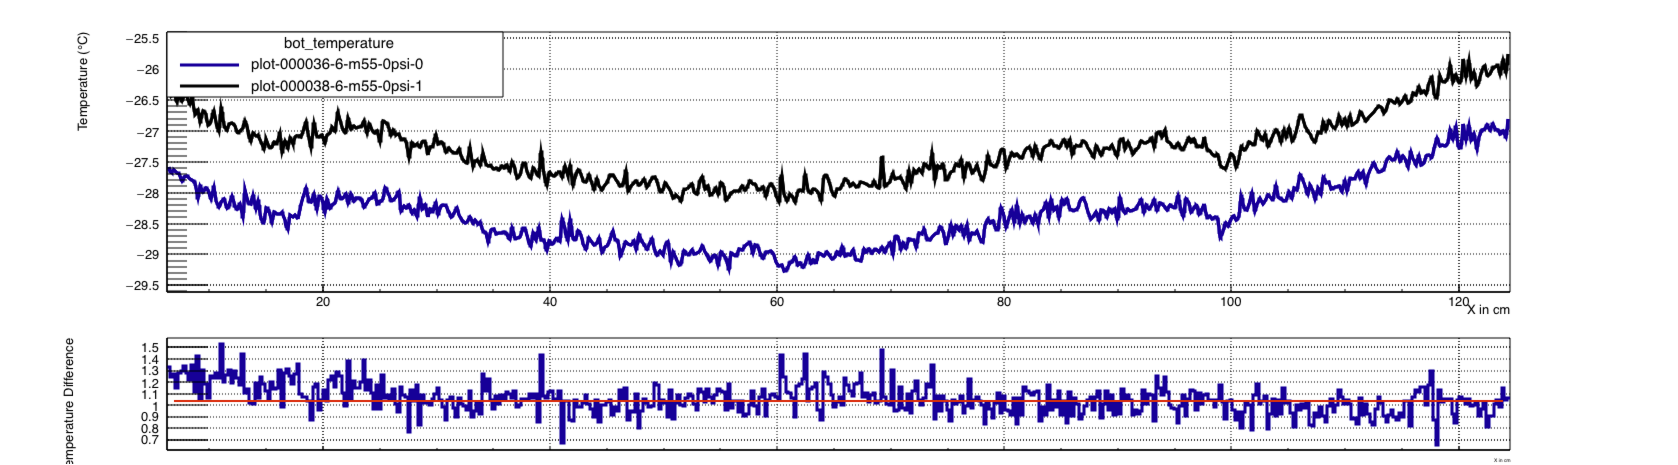 Temperature (°C)
bot_temperature
plot-000036-6-m55-0psi-0
plot-000038-6-m55-0psi-1
−25.5
−26
−26.5
−27
−27.5
−28
−28.5
−29
−29.5
20 40 60 80 100 120
X in cm
emperature Difference
1.5
1.4
1.3
1.2
1.1
1
0.9
0.8
0.7
X in cm